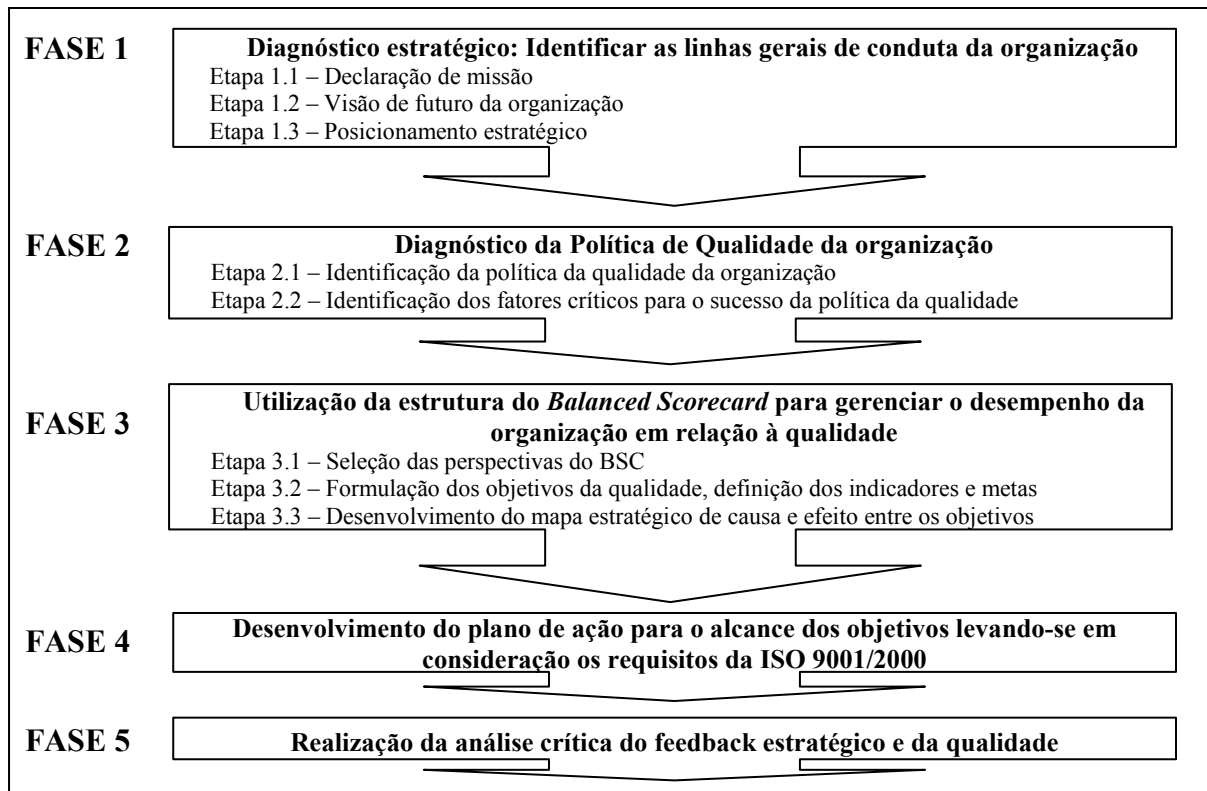 FASE 1
Diagnóstico estratégico: Identificar as linhas gerais de conduta da organização
Etapa 1.1 – Declaração de missão
Etapa 1.2 – Visão de futuro da organização
Etapa 1.3 – Posicionamento estratégico
FASE 2
Diagnóstico da Política de Qualidade da organização
Etapa 2.1 – Identificação da política da qualidade da organização
Etapa 2.2 – Identificação dos fatores críticos para o sucesso da política da qualidade
FASE 3
Utilização da estrutura do Balanced Scorecard para gerenciar o desempenho da
organização em relação à qualidade
Etapa 3.1 – Seleção das perspectivas do BSC
Etapa 3.2 – Formulação dos objetivos da qualidade, definição dos indicadores e metas
Etapa 3.3 – Desenvolvimento do mapa estratégico de causa e efeito entre os objetivos
FASE 4
Desenvolvimento do plano de ação para o alcance dos objetivos levando-se em
consideração os requisitos da ISO 9001/2000
FASE 5
Realização da análise crítica do feedback estratégico e da qualidade